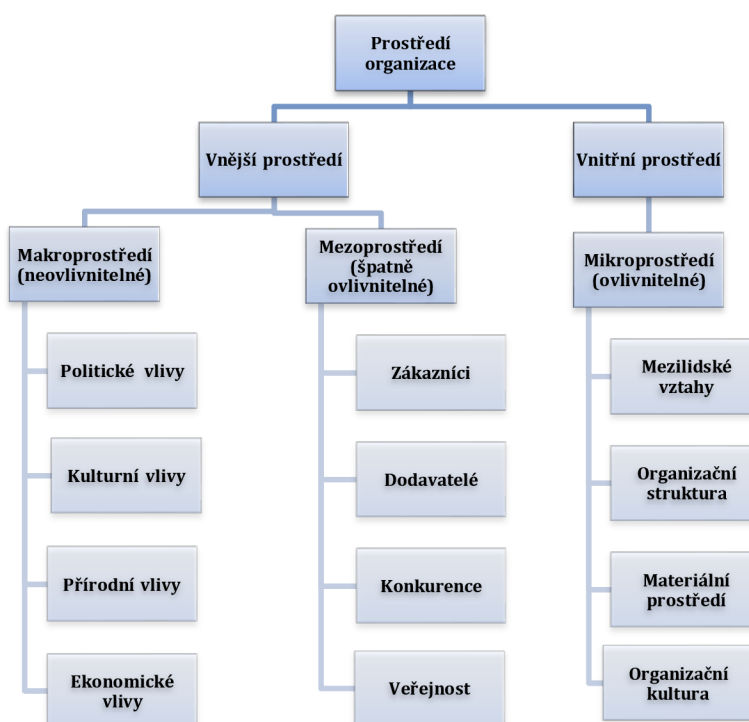 Prostředí
organizace
Vnější prostředí
Vnitřní prostředí
Makroprostředí
(neovlivnitelné)
Mezoprostředí
(špatně
ovlivnitelné)
Mikroprostředí
(ovlivnitelné)
Politické vlivy
Kulturní vlivy
Přírodní vlivy
Ekonomické
vlivy
Zákazníci
Dodavatelé
Konkurence
Veřejnost
Mezilidské
vztahy
Organizační
struktura
Materiální
prostředí
Organizační
kultura